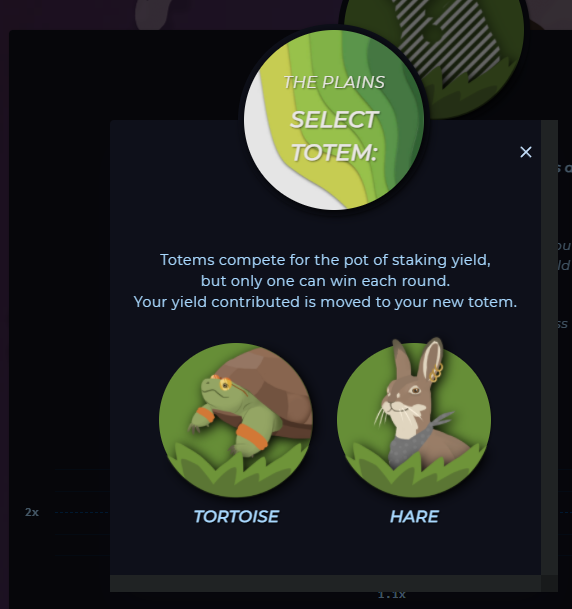 THE PLAINS
SELECT
TOTEM:
Totems compete for the pot of staking yield,
but only one can win each round.
Your yield contributed is moved to your new totem.
TORTOISE
HARE
2x
1.1x